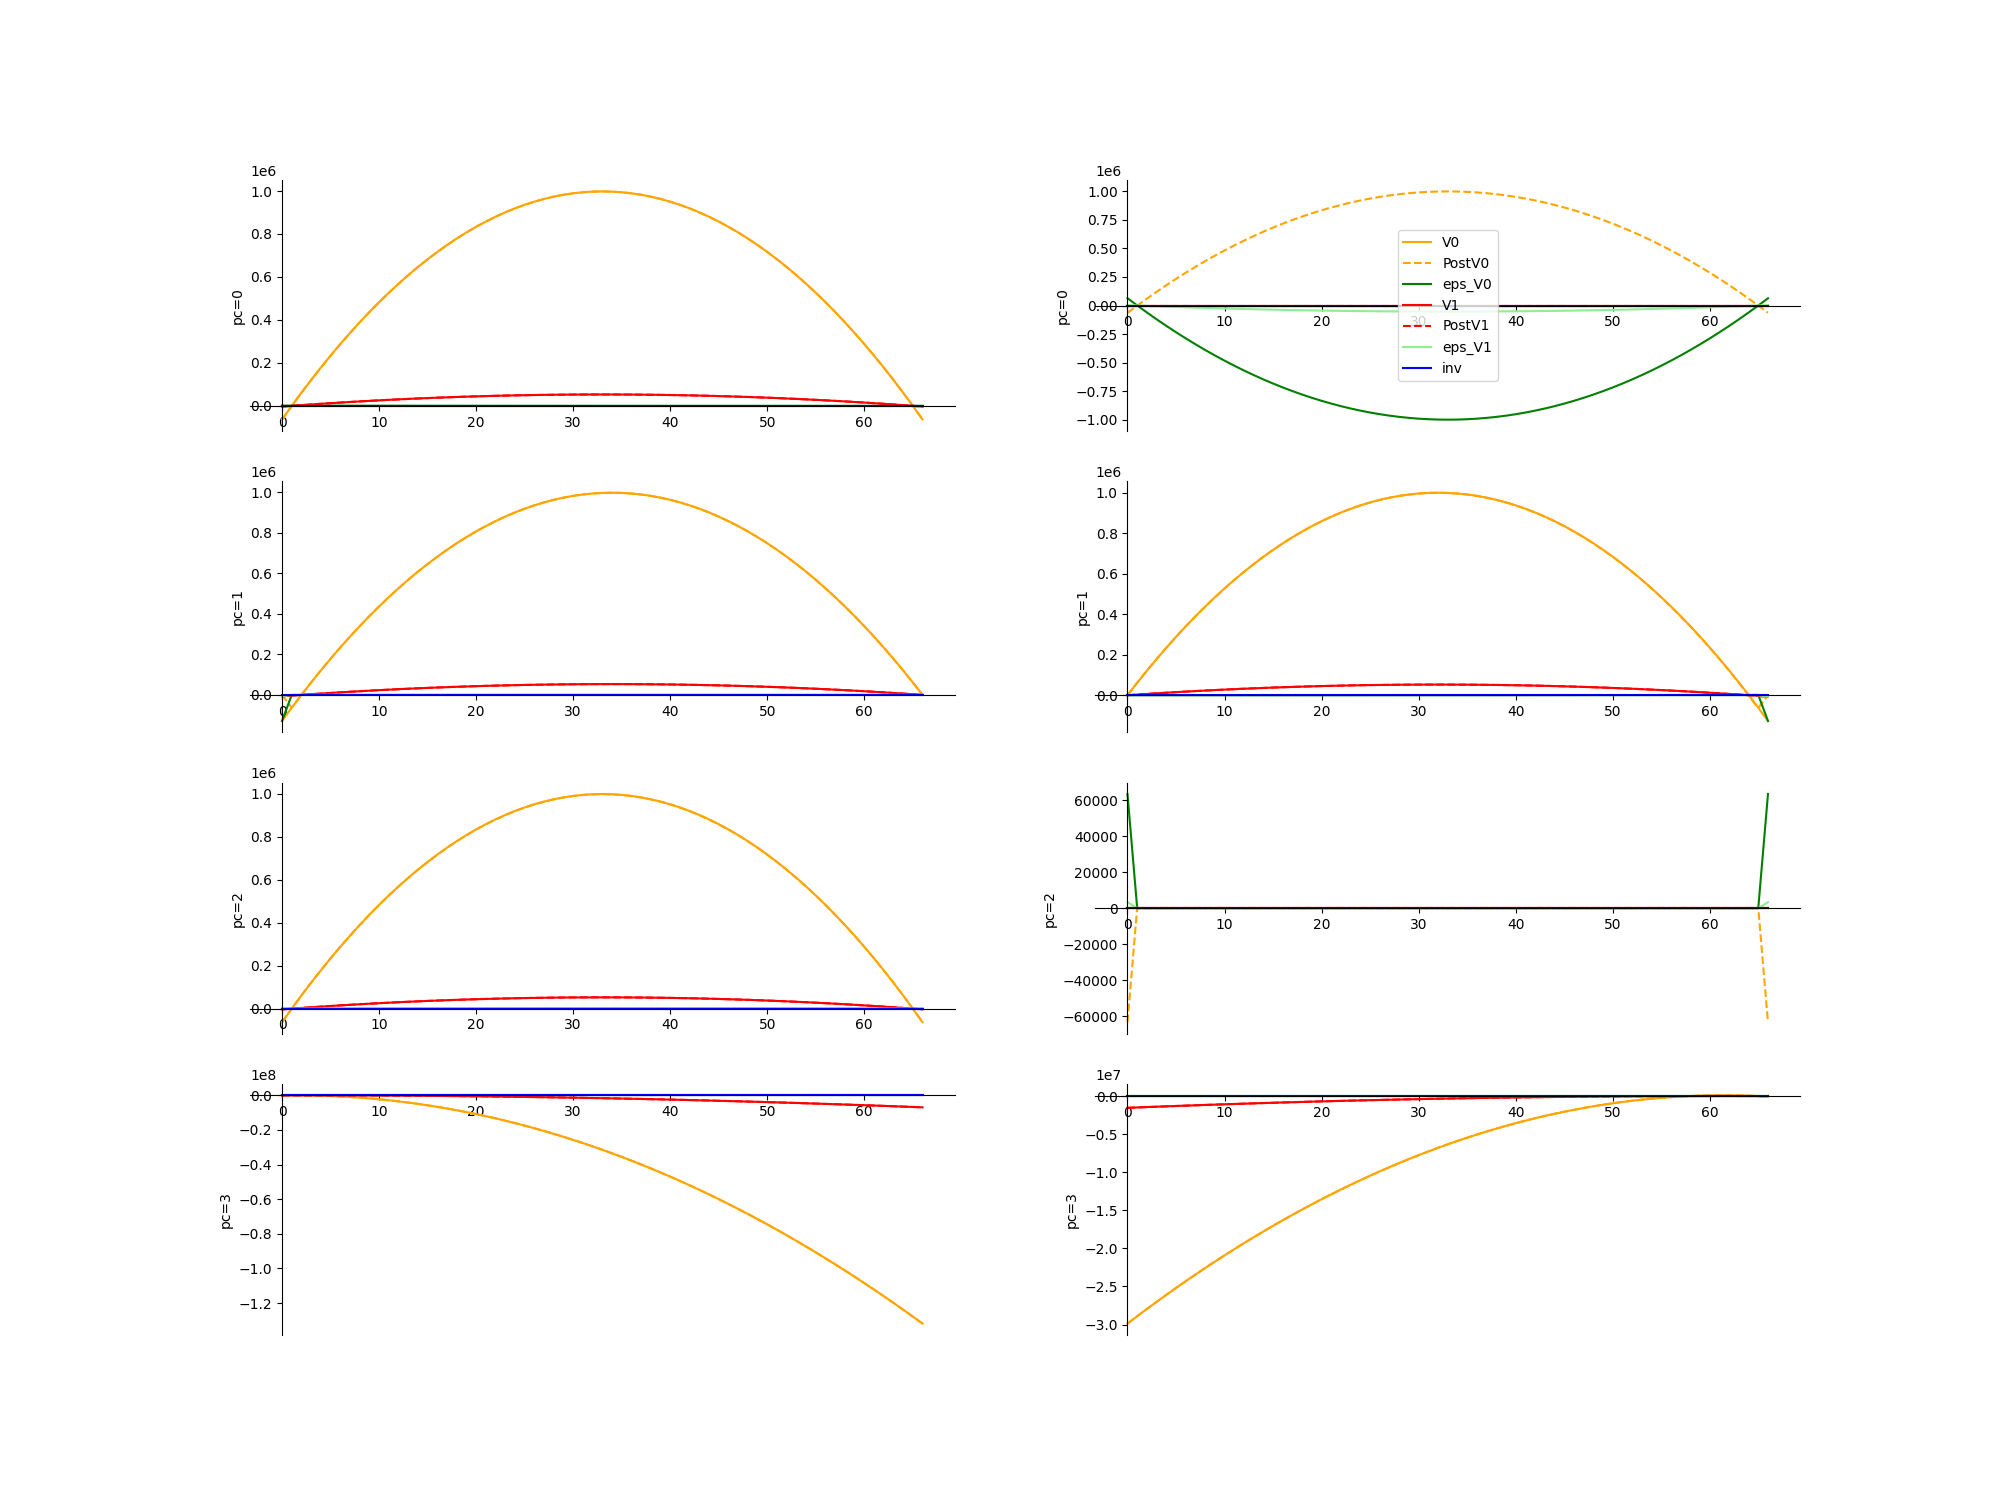 1e6
1.0
0.8
0.6
0.4
0.2
0.0
pc=0
0 10 20 30 40 50 60
1e6
1.00
0.75
0.50
0.25
0.00
−0.25
−0.50
−0.75
−1.00
pc=0
0 10 20 30 40 50 60
V0
PostV0
eps_V0
V1
PostV1
eps_V1
inv
1e6
1.0
0.8
0.6
0.4
0.2
0.0
pc=1
0 10 20 30 40 50 60
1e6
1.0
0.8
0.6
0.4
0.2
0.0
pc=1
0 10 20 30 40 50 60
1e6
1.0
0.8
0.6
0.4
0.2
0.0
pc=2
0 10 20 30 40 50 60
60000
40000
20000
0
−20000
−40000
−60000
pc=2
0 10 20 30 40 50 60
1e8
0.0
−0.2
−0.4
−0.6
−0.8
−1.0
−1.2
pc=3
0 10 20 30 40 50 60
1e7
0.0
−0.5
−1.0
−1.5
−2.0
−2.5
−3.0
pc=3
0 10 20 30 40 50 60